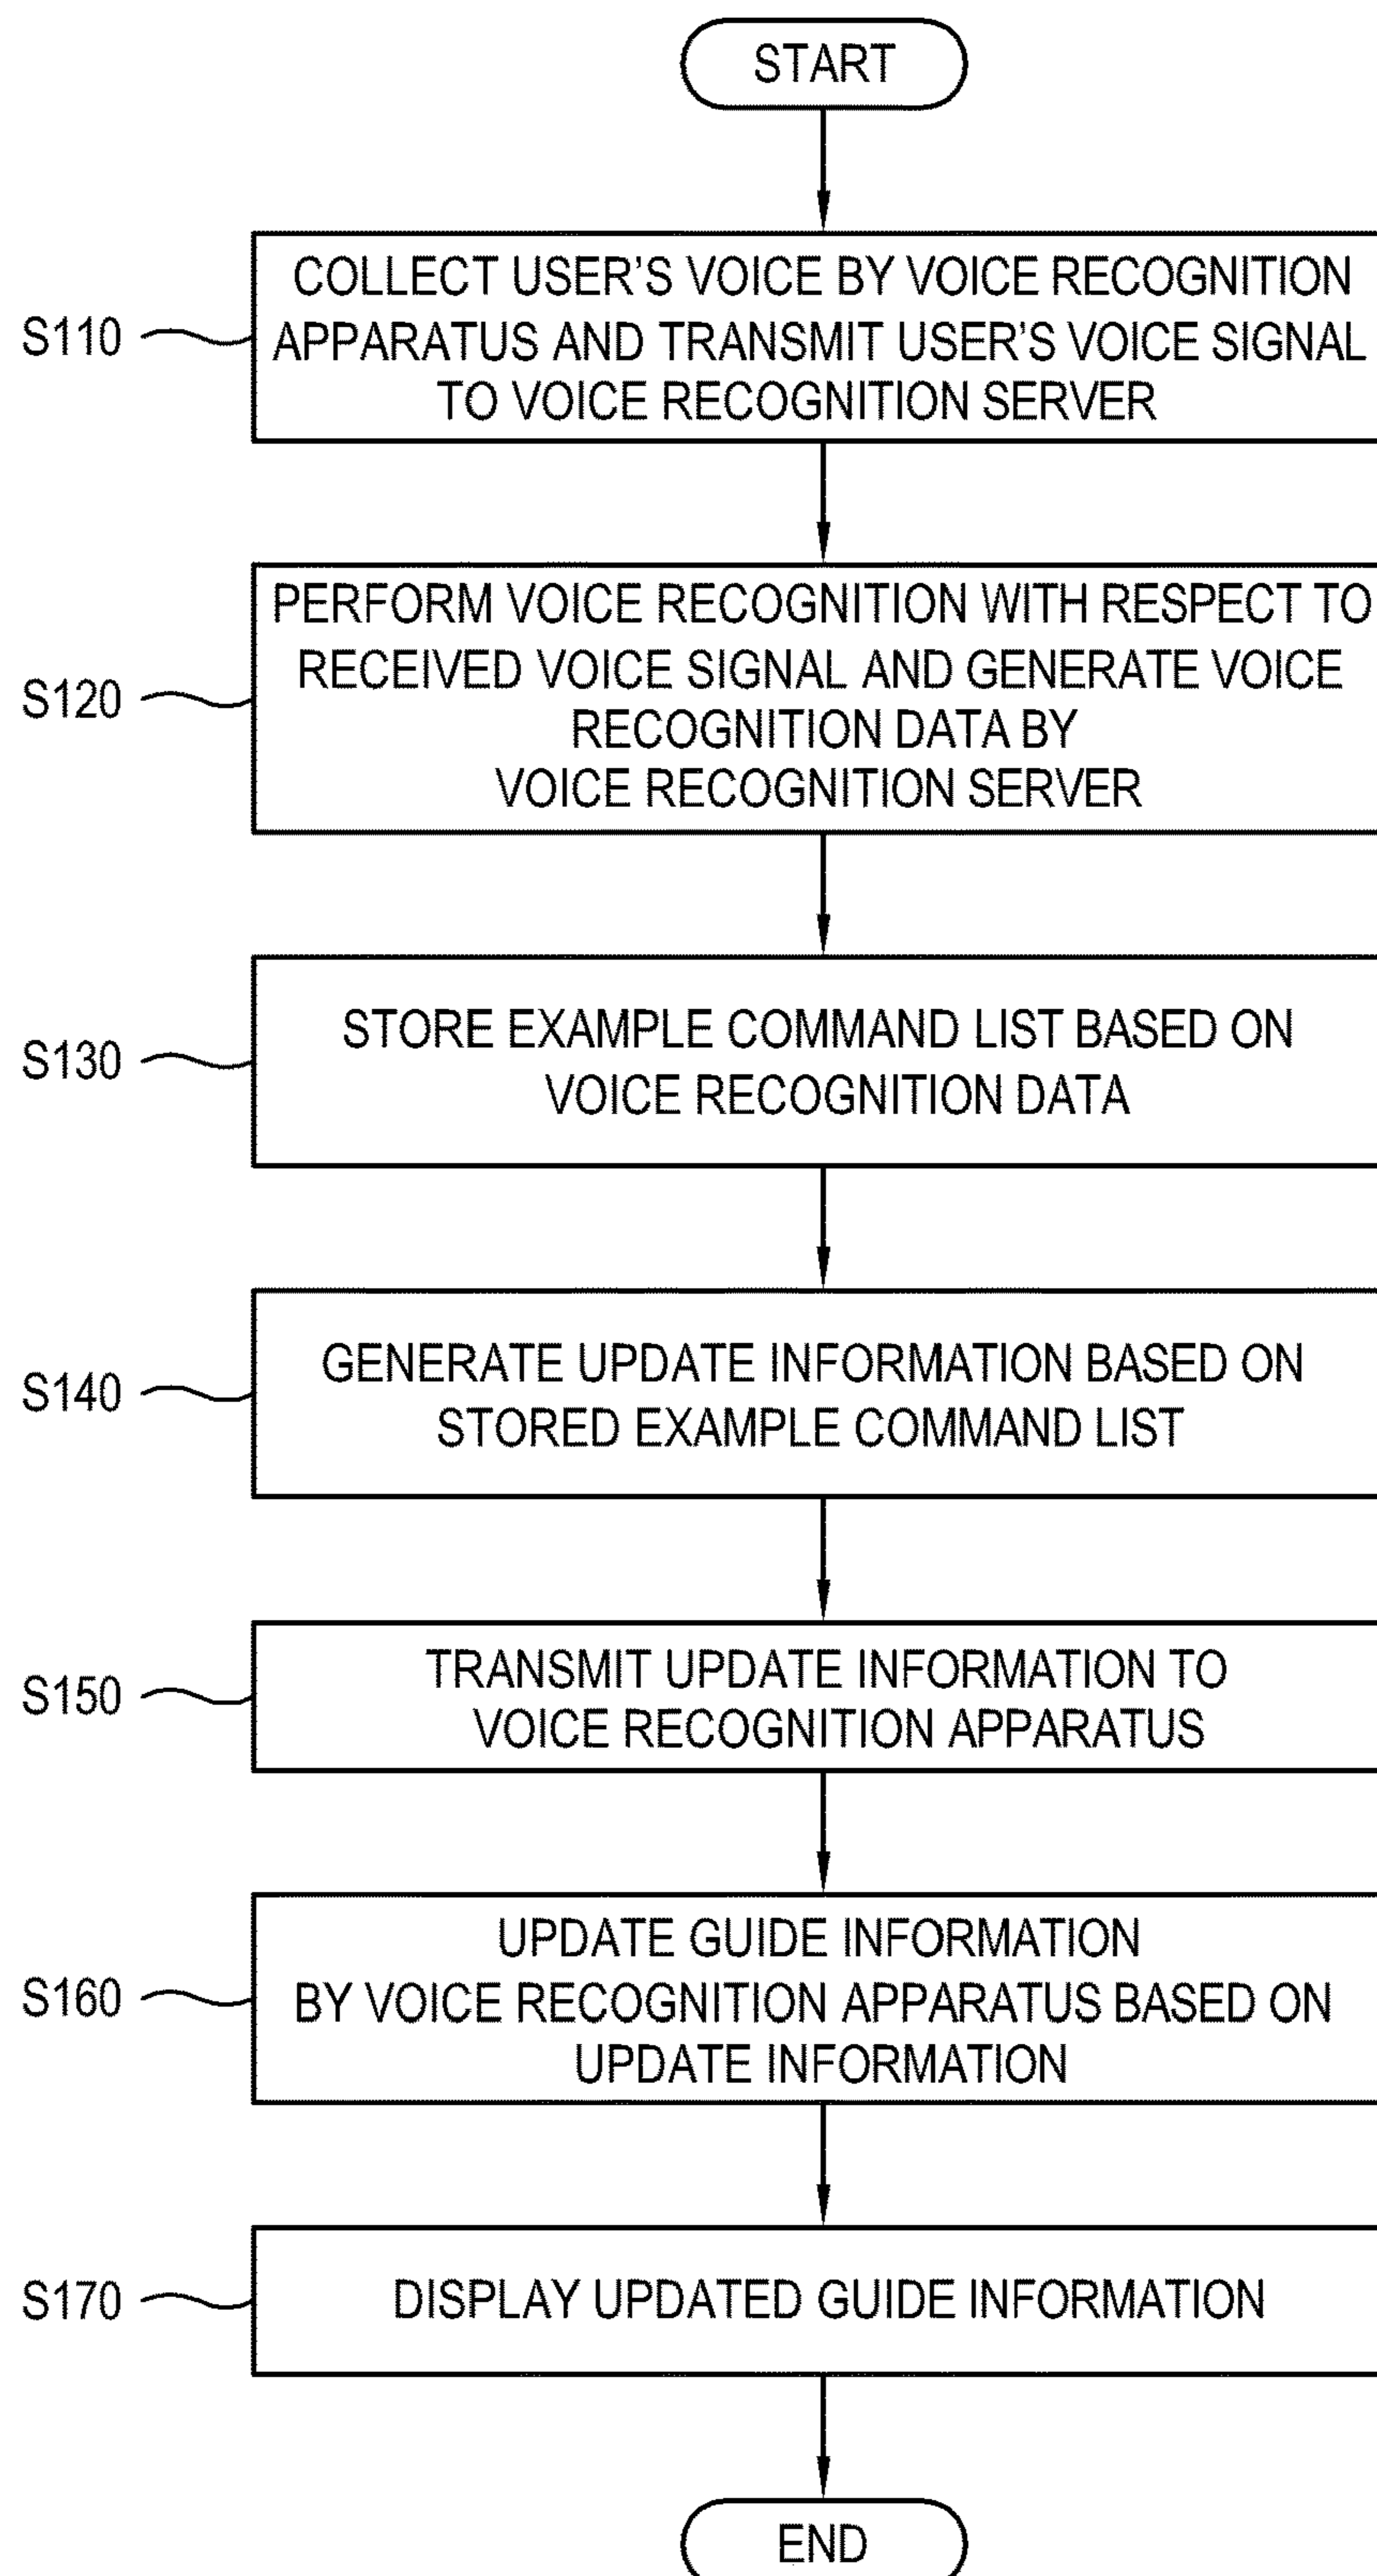 START
S110
COLLECT USER'S VOICE BY VOICE RECOGNITION
APPARATUS AND TRANSMIT USER'S VOICE SIGNAL
TO VOICE RECOGNITION SERVER
S120
PERFORM VOICE RECOGNITION WITH RESPECT TO
RECEIVED VOICE SIGNAL AND GENERATE VOICE
RECOGNITION DATA BY
VOICE RECOGNITION SERVER
S130
STORE EXAMPLE COMMAND LIST BASED ON
VOICE RECOGNITION DATA
S140
GENERATE UPDATE INFORMATION BASED ON
STORED EXAMPLE COMMAND LIST
S150
TRANSMIT UPDATE INFORMATION TO
VOICE RECOGNITION APPARATUS
S160
UPDATE GUIDE INFORMATION
BY VOICE RECOGNITION APPARATUS BASED ON
UPDATE INFORMATION
S170
DISPLAY UPDATED GUIDE INFORMATION
END